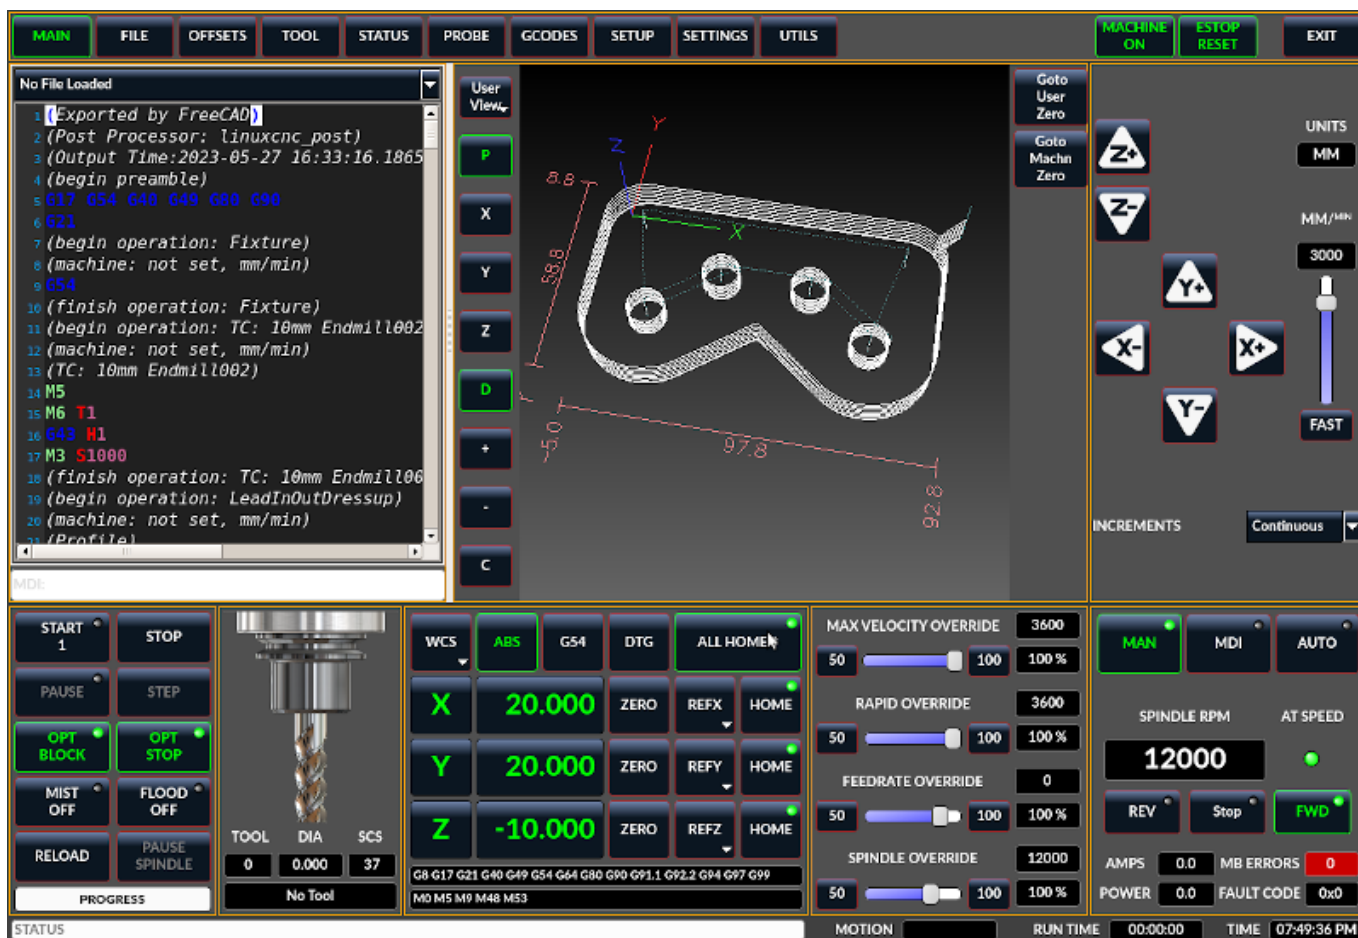 MAIN FILE OFFSETS TOOL STATUS PROBE GCODES SETUP SETTINGS UTILS MACHINE ON ESTOP RESET EXIT
No File Loaded
1 (Exported by FreeCAD)
2 (Post Processor: linuxcnc_post)
3 (Output Time:2023-05-27 16:33:16.1865
4 (begin preamble)
5 G17 G54 G40 G49 G80 G90
6 G21
7 (begin operation: Fixture)
8 (machine: not set, mm/min)
9 G54
10 (finish operation: Fixture)
11 (begin operation: TC: 10mm Endmill002
12 (machine: not set, mm/min)
13 (TC: 10mm Endmill002)
14 M5
15 M6 T1
16 G43 H1
17 M3 S1000
18 (finish operation: TC: 10mm Endmill00
19 (begin operation: LeadInOutDressup)
20 (machine: not set, mm/min)
21 (Profile)
MDI:
User
View
P
X
Y
Z
D
+
-
C
Y
Z
X
8.8
58.8
-5.0
97.8
92.8
Goto
User
Zero
Goto
Machn
Zero
Z+
Z-
Y+
X-
X+
Y-
UNITS
MM
MM/MIN
3000
FAST
INCREMENTS Continuous
START
1
STOP
PAUSE
STEP
OPT
BLOCK
OPT
STOP
MIST
OFF
FLOOD
OFF
RELOAD
PAUSE
SPINDLE
PROGRESS
TOOL DIA SCS
0 0.000 37
No Tool
WCS ABS G54 DTG ALL HOMED
X 20.000 ZERO REFX HOME
Y 20.000 ZERO REFY HOME
Z -10.000 ZERO REFZ HOME
G8 G17 G21 G40 G49 G54 G64 G80 G90 G91.1 G92.2 G94 G97 G99
M0 M5 M9 M48 M53
MAX VELOCITY OVERRIDE 3600
50 100 100 %
RAPID OVERRIDE 3600
50 100 100 %
FEEDRATE OVERRIDE 0
50 100 100 %
SPINDLE OVERRIDE 12000
50 100 100 %
MAN MDI AUTO
SPINDLE RPM AT SPEED
12000
REV Stop FWD
AMPS 0.0 MB ERRORS 0
POWER 0.0 FAULT CODE 0x0
STATUS
MOTION RUN TIME 00:00:00 TIME 07:49:36 PM